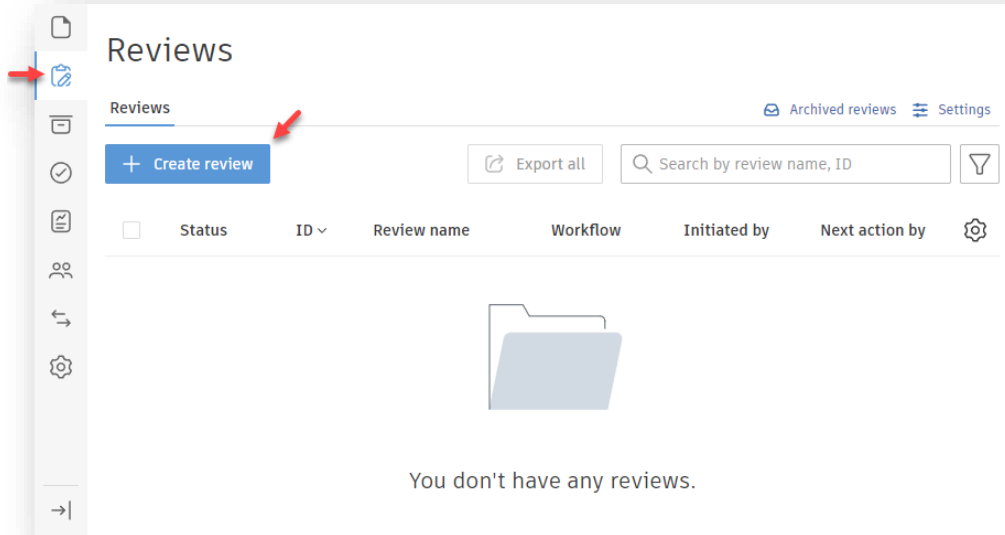 Reviews
Reviews
Archived reviews
Settings
+ Create review
Export all
Search by review name, ID
Status ID Review name Workflow Initiated by Next action by
You don't have any reviews.